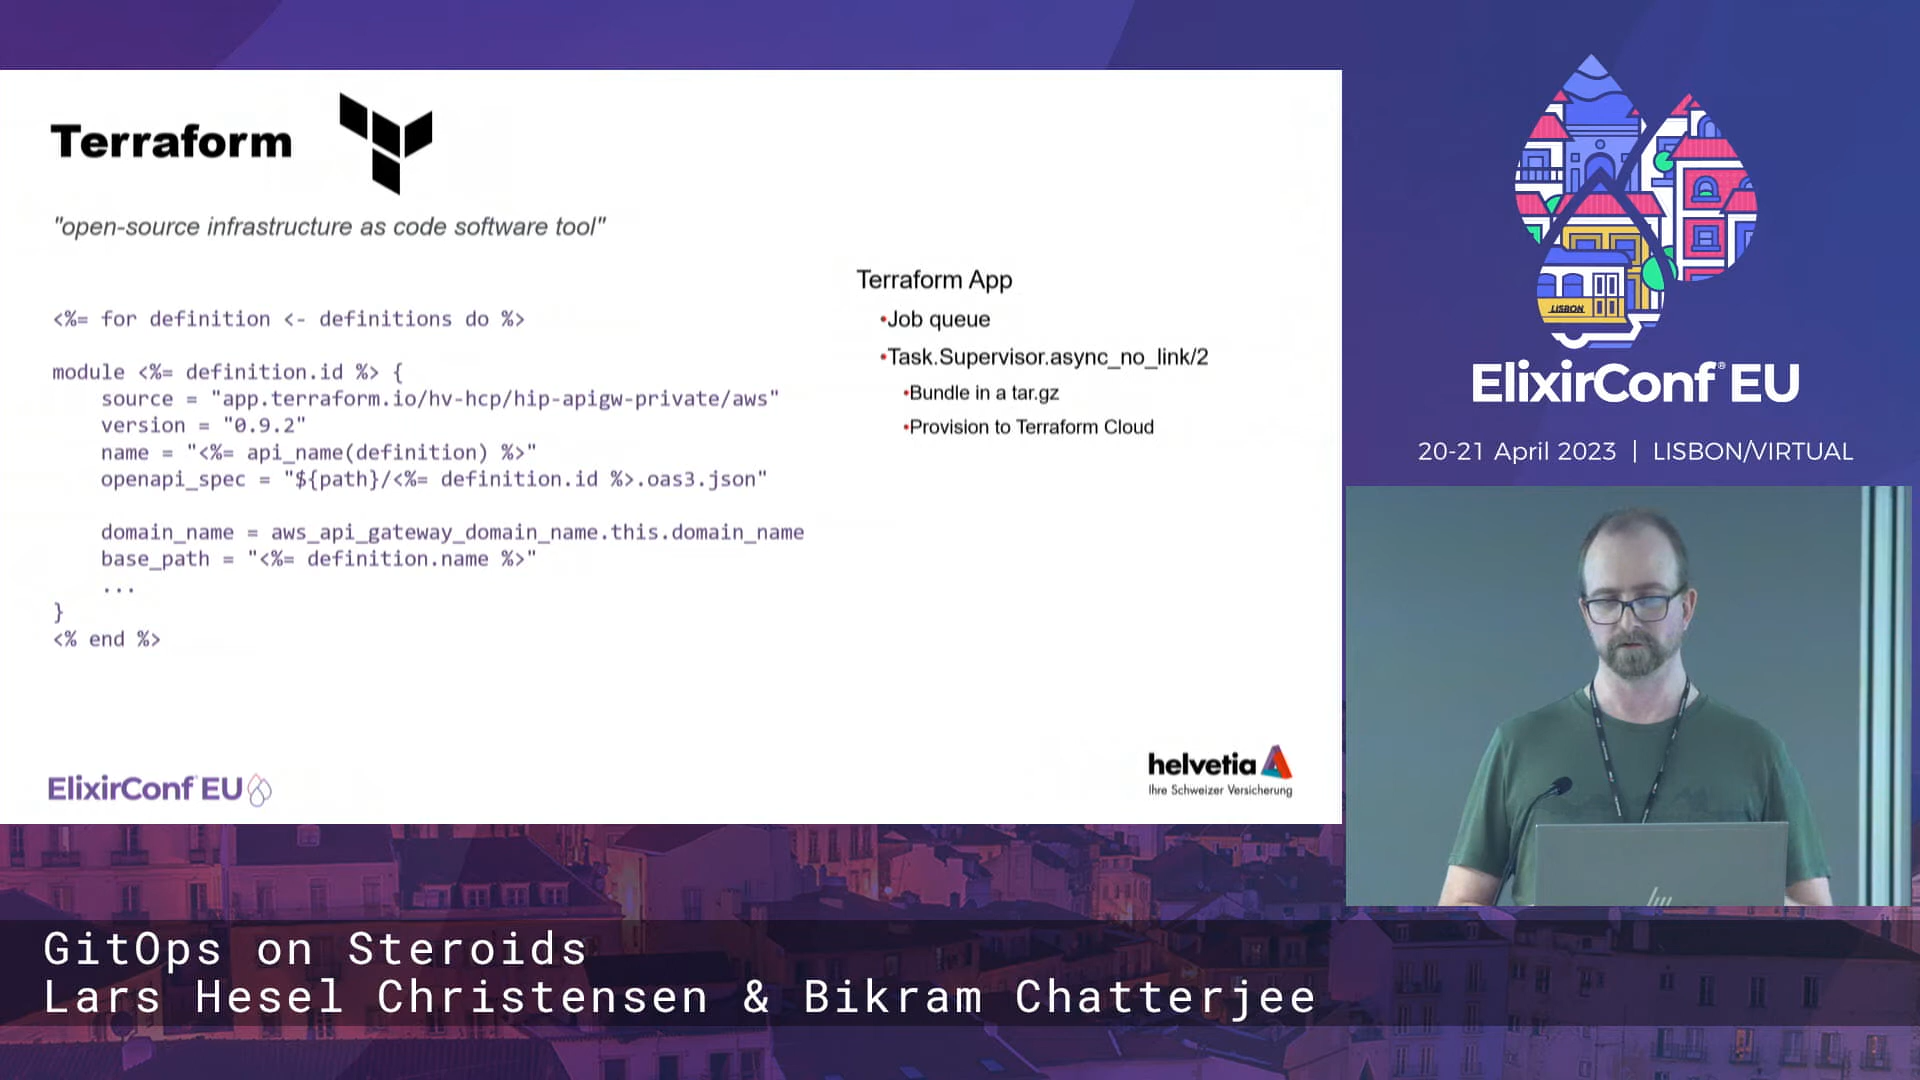 Terraform
"open-source infrastructure as code software tool"
<%= for definition <- definitions do %>
module <%= definition.id %> {
source = "app.terraform.io/hv-hcp/hip-apigw-private/aws"
version = "0.9.2"
name = "<%= api_name(definition) %>"
openapi_spec = "${path}/<%= definition.id %>.oas3.json"
domain_name = aws_api_gateway_domain_name.this.domain_name
base_path = "<%= definition.name %>"
...
}
<% end %>
Terraform App
•Job queue
•Task.Supervisor.async_no_link/2
•Bundle in a tar.gz
•Provision to Terraform Cloud
ElixirConf EU
helvetia
Ihre Schweizer Versicherung
LISBON
ElixirConf® EU
20-21 April 2023 | LISBON/VIRTUAL
hp
GitOps on Steroids
Lars Hesel Christensen & Bikram Chatterjee